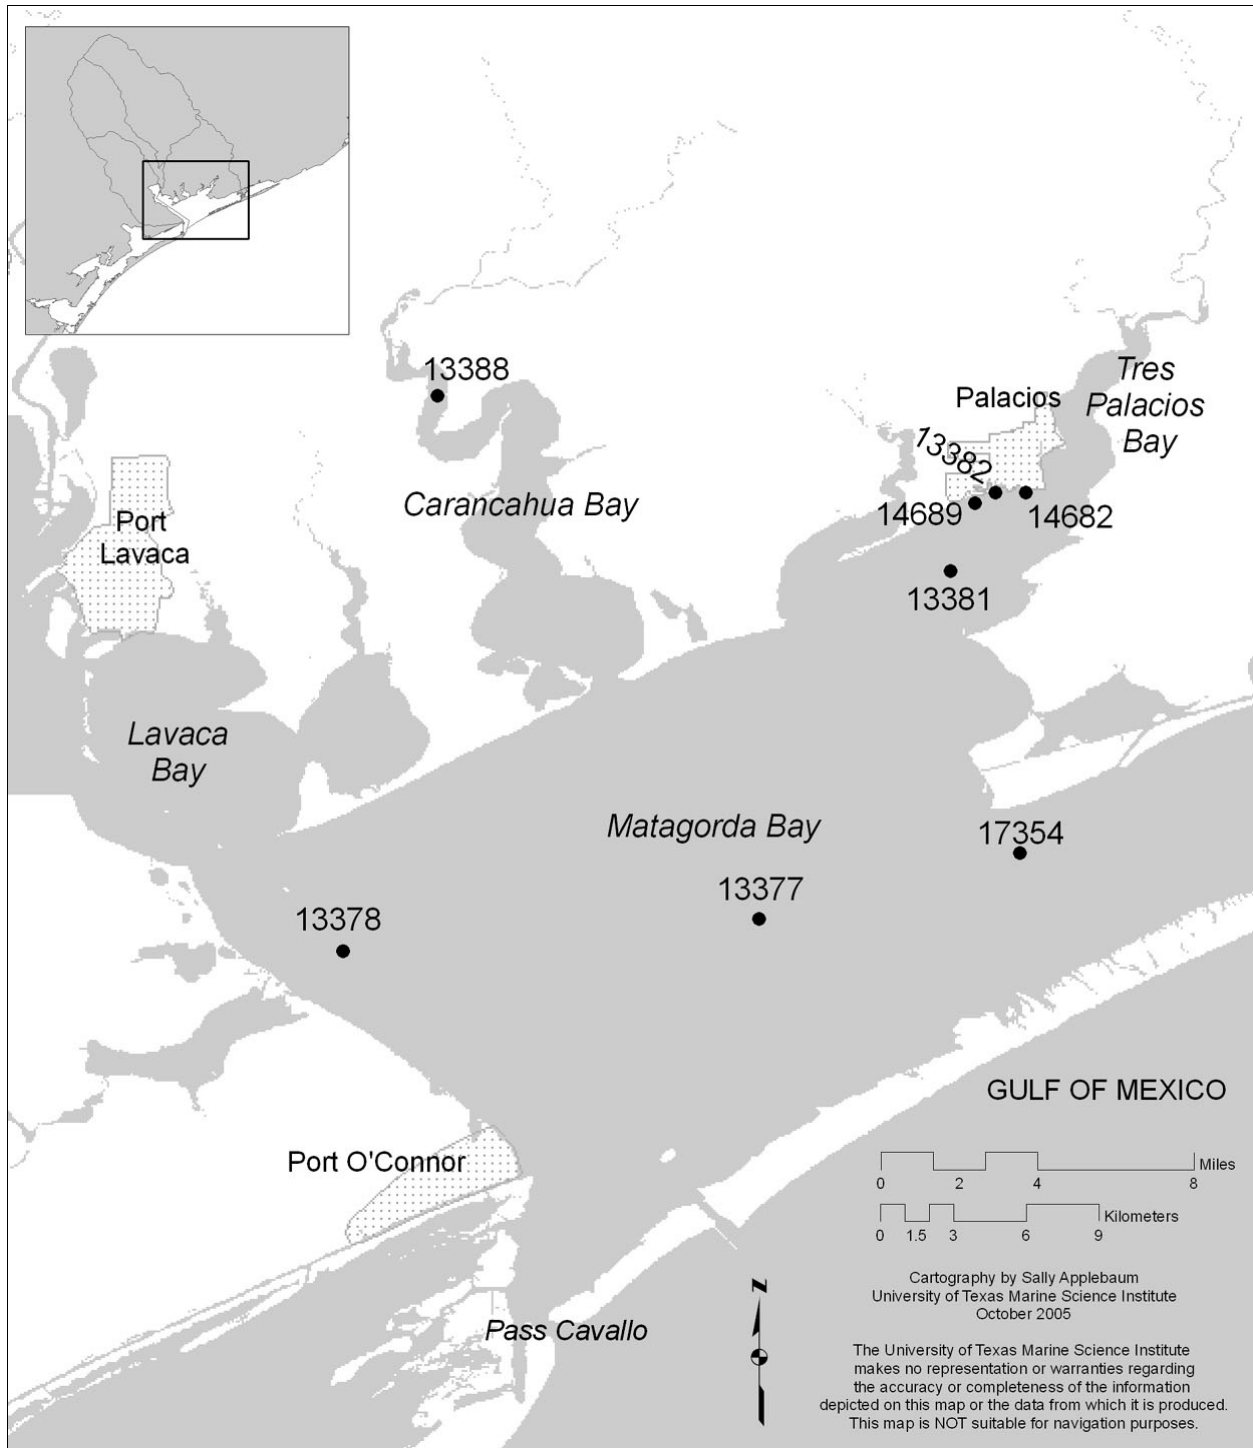 13388
Tres
Palacios
Bay
Palacios
13382
14689
14682
Carancahua Bay
Port
Lavaca
13381
Lavaca
Bay
Matagorda Bay
17354
13377
13378
GULF OF MEXICO
Port O'Connor
Miles
0 2 4 8
Kilometers
0 1.5 3 6 9
N
Cartography by Sally Applebaum
University of Texas Marine Science Institute
October 2005
Pass Cavallo
The University of Texas Marine Science Institute
makes no representation or warranties regarding
the accuracy or completeness of the information
depicted on this map or the data from which it is produced.
This map is NOT suitable for navigation purposes.